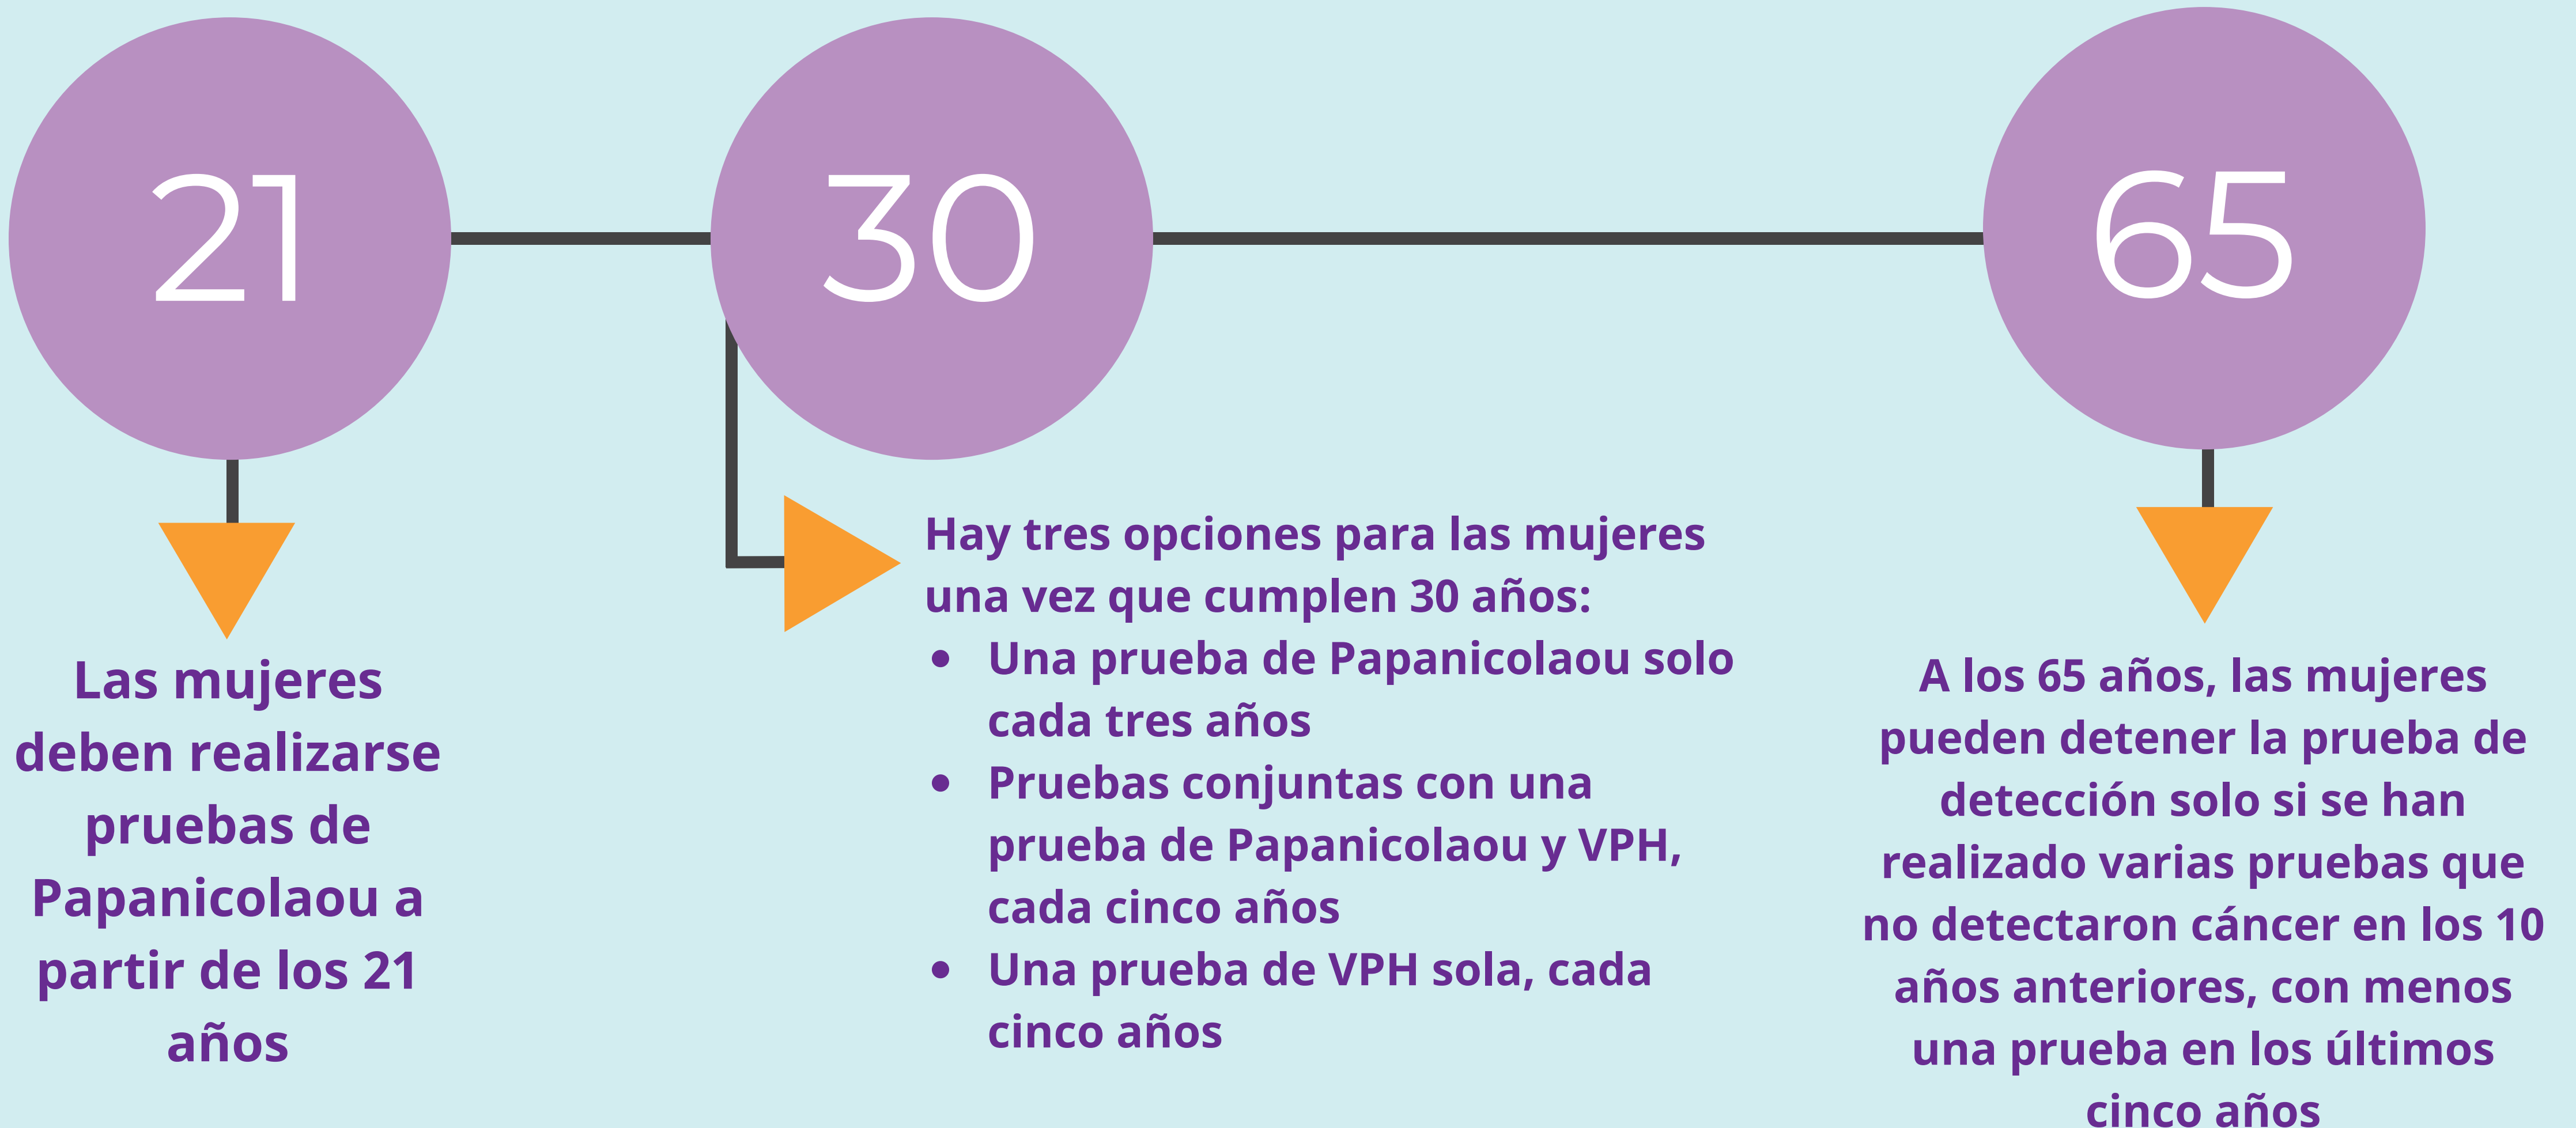 21
Las mujeres
deben realizarse
pruebas de
Papanicolaou a
partir de los 21
años
30
Hay tres opciones para las mujeres
una vez que cumplen 30 años:
• Una prueba de Papanicolaou solo
cada tres años
• Pruebas conjuntas con una
prueba de Papanicolaou y VPH,
cada cinco años
• Una prueba de VPH sola, cada
cinco años
65
A los 65 años, las mujeres
pueden detener la prueba de
detección solo si se han
realizado varias pruebas que
no detectaron cáncer en los 10
años anteriores, con menos
una prueba en los últimos
cinco años